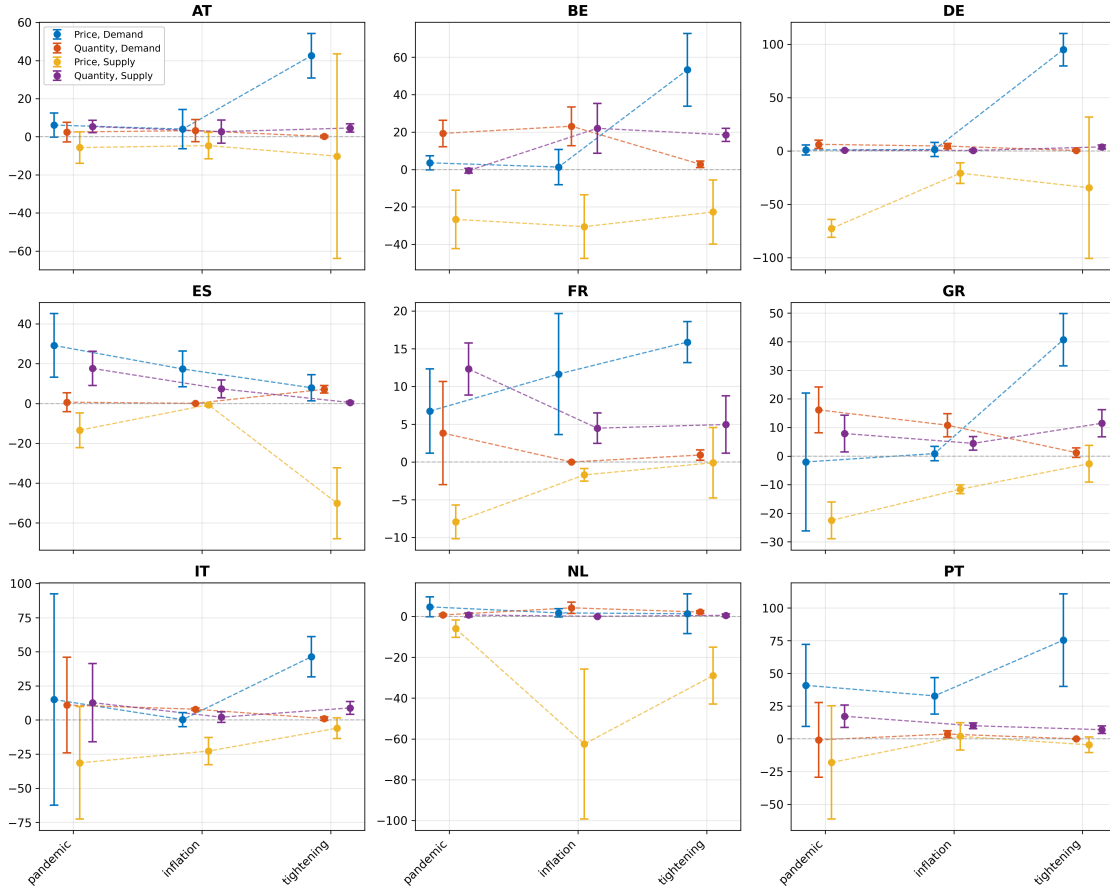 AT
60
40
20
0
−20
−40
−60
Price, Demand
Quantity, Demand
Price, Supply
Quantity, Supply
BE
60
40
20
0
−20
−40
DE
100
50
0
−50
−100
ES
40
20
0
−20
−40
−60
FR
20
15
10
5
0
−5
−10
GR
50
40
30
20
10
0
−10
−20
−30
IT
100
75
50
25
0
−25
−50
−75
pandemic
inflation
tightening
NL
0
−20
−40
−60
−80
−100
pandemic
inflation
tightening
PT
100
75
50
25
0
−25
−50
pandemic
inflation
tightening